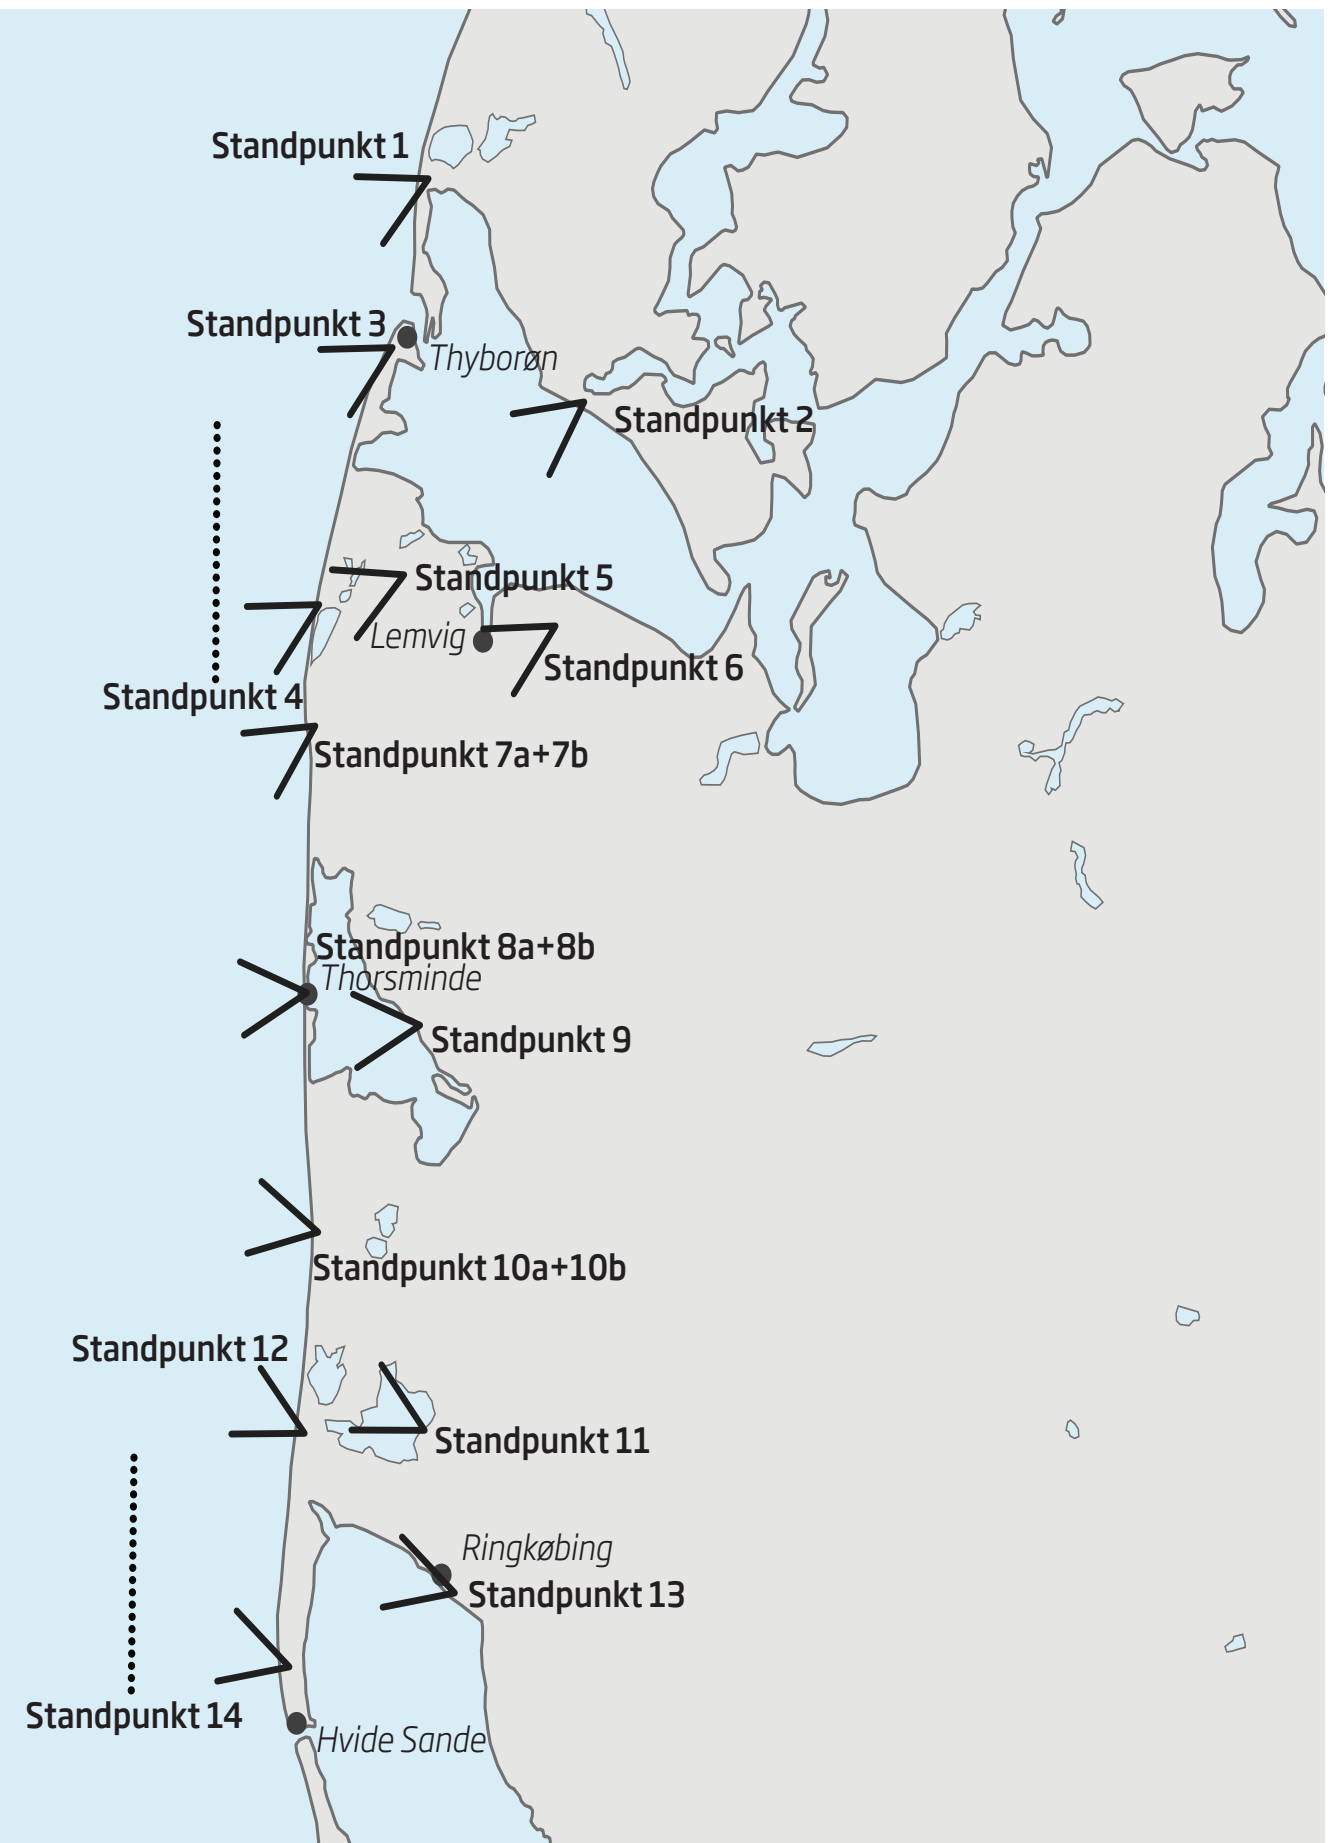 Standpunkt 1
Standpunkt 3
Thyborøn
Standpunkt 2
Standpunkt 5
Lemvig
Standpunkt 6
Standpunkt 4
Standpunkt 7a+7b
Standpunkt 8a+8b
Thorsminde
Standpunkt 9
Standpunkt 10a+10b
Standpunkt 12
Standpunkt 11
Ringkøbing
Standpunkt 13
Standpunkt 14
Hvide Sande